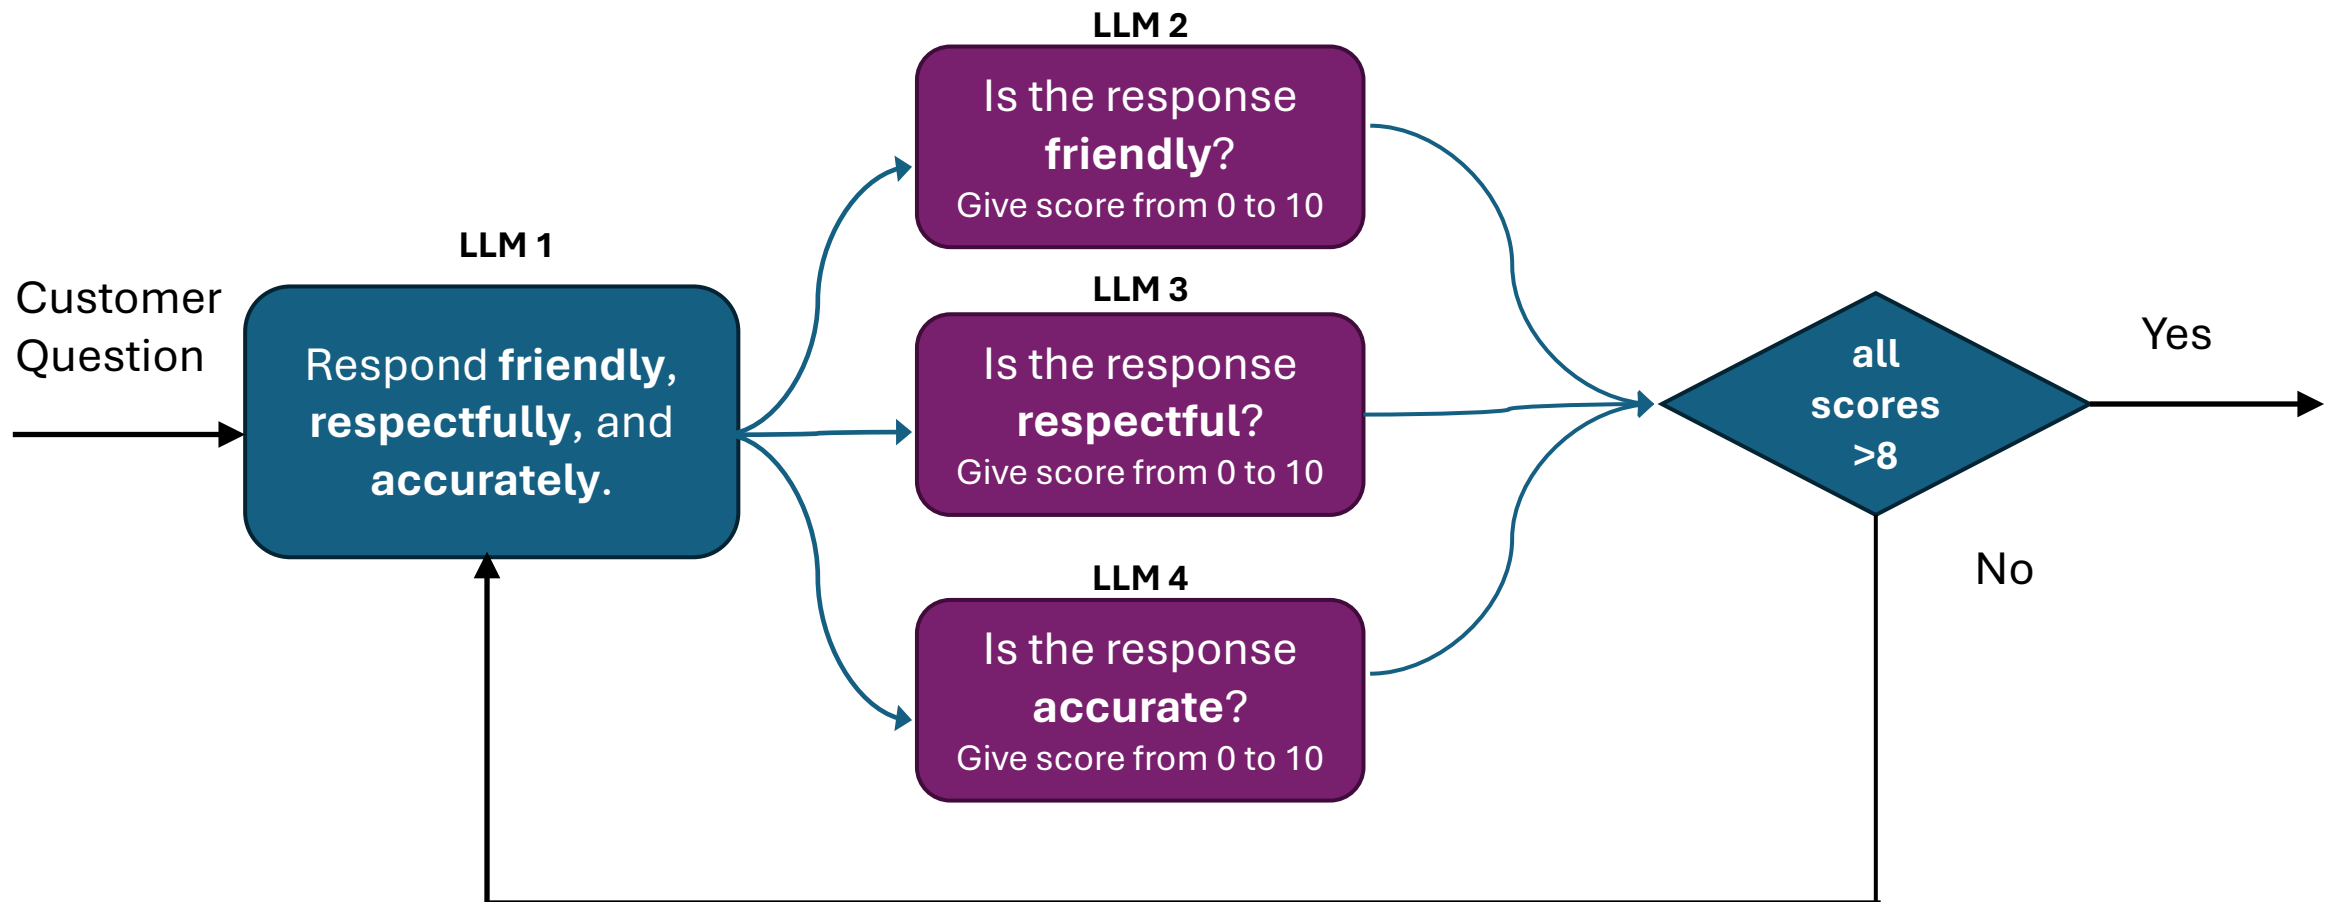 Customer
Question
LLM 1
Respond friendly,
respectfully, and
accurately.
LLM 2
Is the response
friendly?
Give score from 0 to 10
LLM 3
Is the response
respectful?
Give score from 0 to 10
LLM 4
Is the response
accurate?
Give score from 0 to 10
all
scores
>8
Yes
No